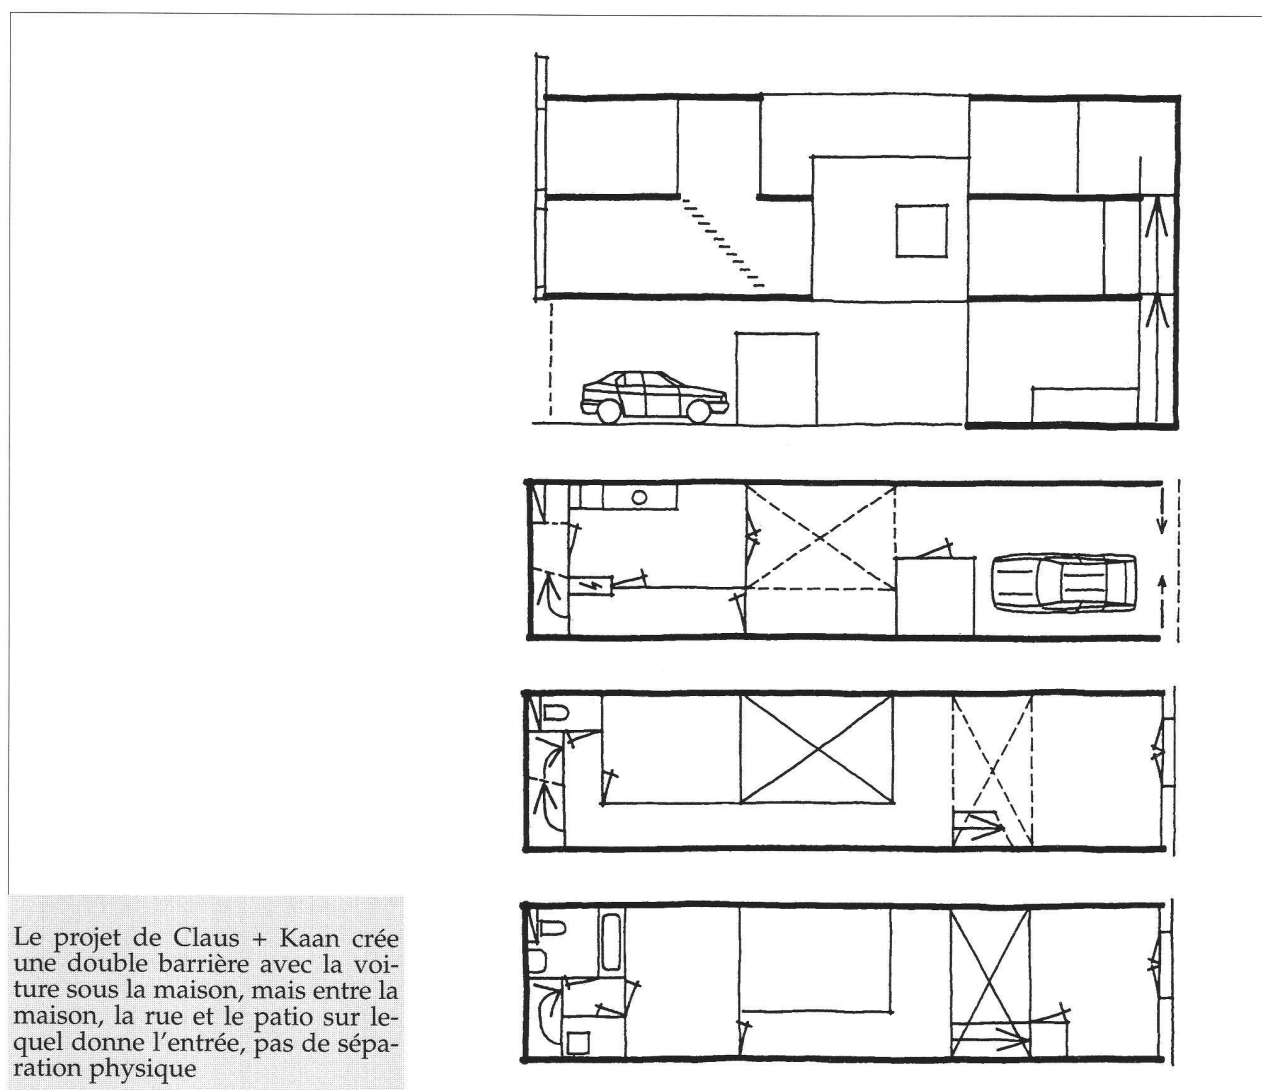 Le projet de Claus + Kaan crée
une double barrière avec la voi-
ture sous la maison, mais entre la
maison, la rue et le patio sur le-
quel donne l'entrée, pas de sépa-
ration physique